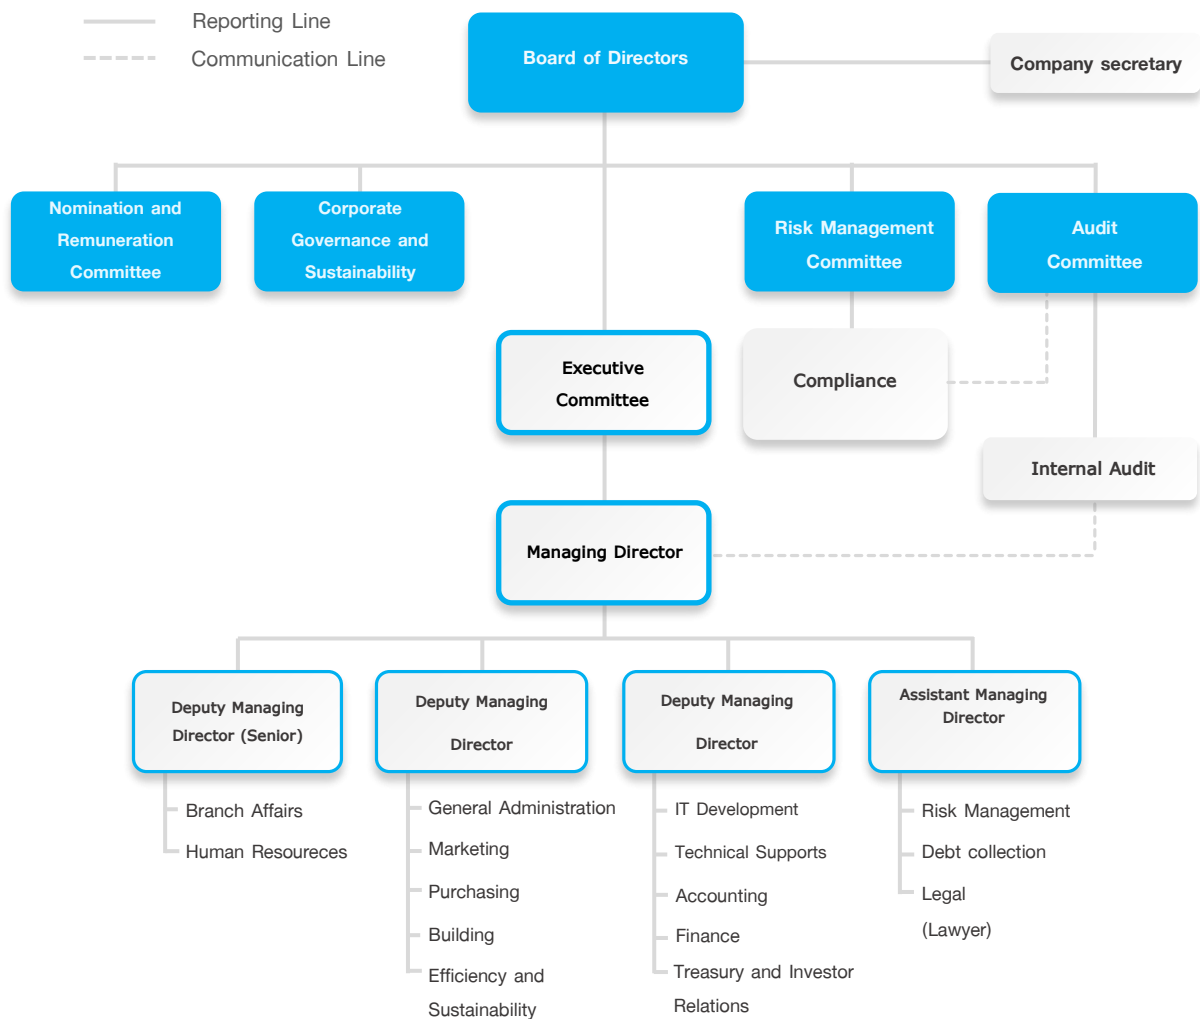 Reporting Line
Communication Line
Board of Directors
Company secretary
Nomination and
Remuneration
Committee
Corporate
Governance and
Sustainability
Risk Management
Committee
Audit
Committee
Executive
Committee
Compliance
Internal Audit
Managing Director
Deputy Managing
Director (Senior)
Deputy Managing
Director
Deputy Managing
Director
Assistant Managing
Director
Branch Affairs
Human Resoureces
General Administration
Marketing
Purchasing
Building
Efficiency and
Sustainability
IT Development
Technical Supports
Accounting
Finance
Treasury and Investor
Relations
Risk Management
Debt collection
Legal
(Lawyer)